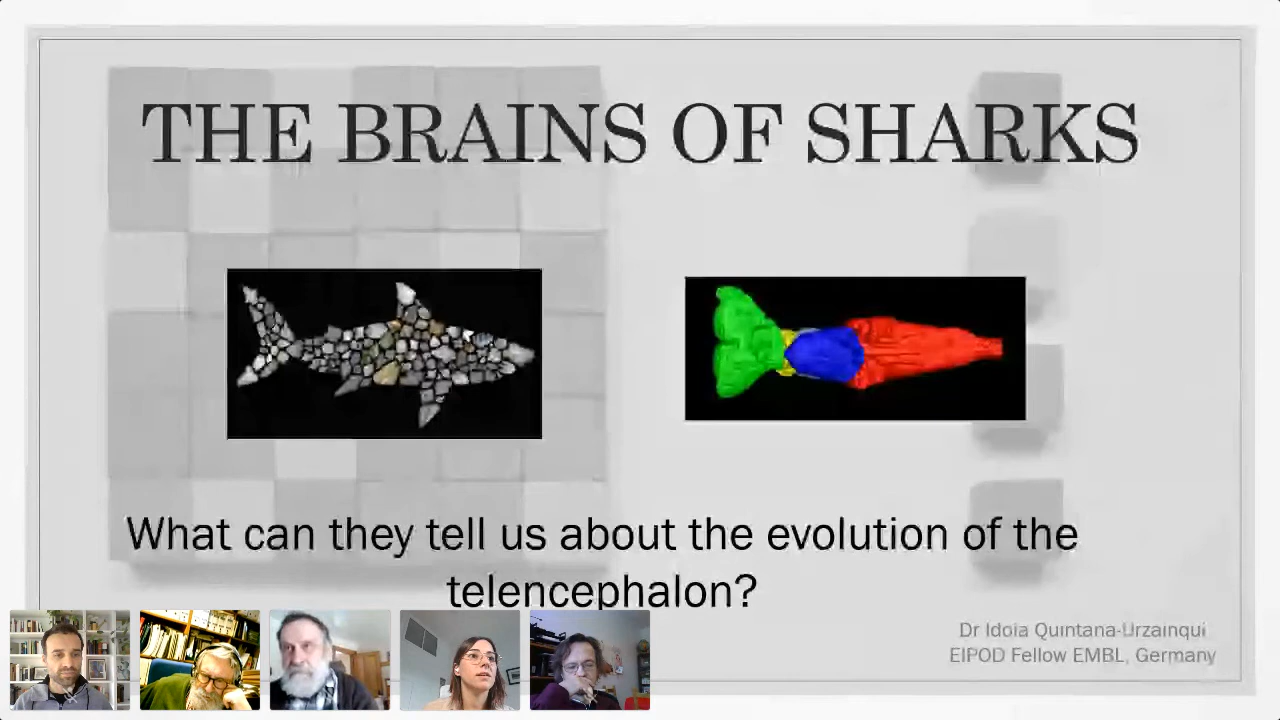 THE BRAINS OF SHARKS
What can they tell us about the evolution of the
telencephalon?
Dr Idoia Quintana-Urzainqui
EIPOD Fellow EMBL, Germany